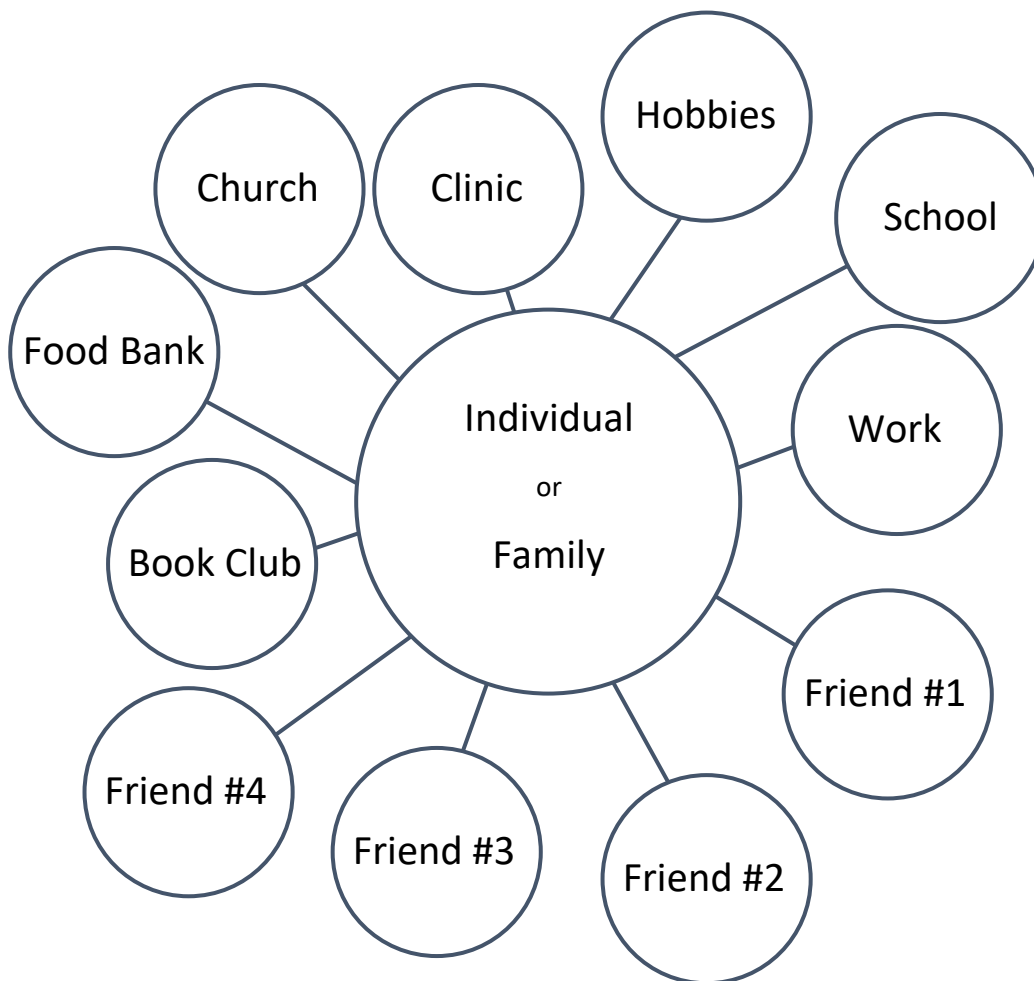 Hobbies
Church
Clinic
School
Food Bank
Individual
or
Family
Work
Book Club
Friend #1
Friend #4
Friend #3
Friend #2